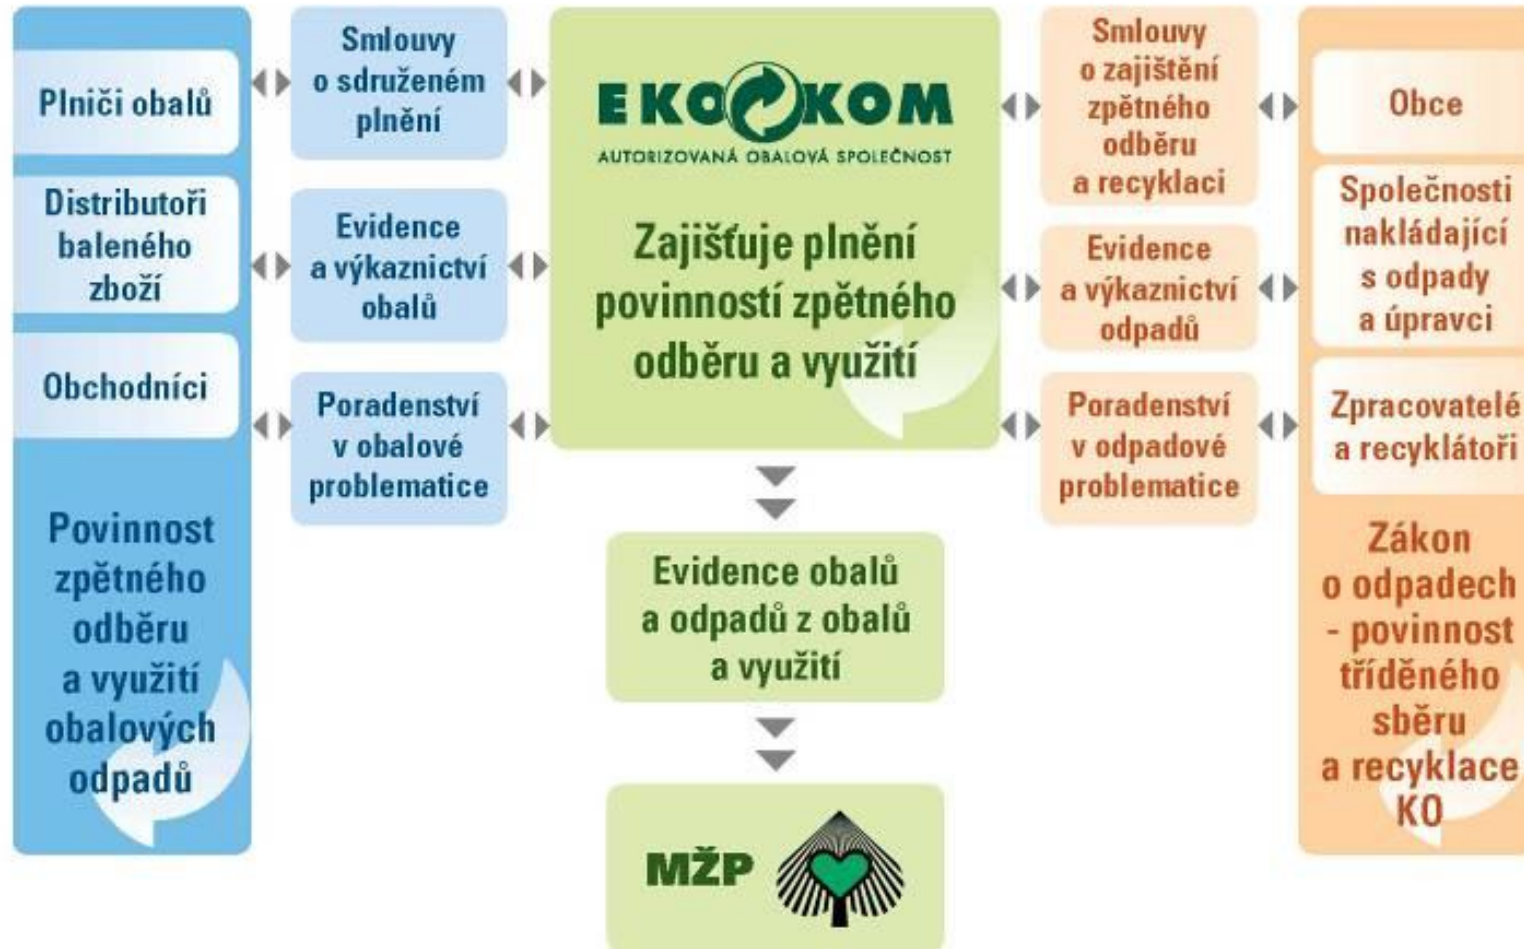 Plniči obalů
Distributoři
baleného
zboží
Obchodníci
Povinnost
zpětného
odběru
a využití
obalových
odpadů
Smlouvy
o sdruženém
plnění
Evidence
a výkaznictví
obalů
Poradenství
v obalové
problematice
EKO KOM
AUTORIZOVANÁ OBALOVÁ SPOLEČNOST
Zajišťuje plnění
povinností zpětného
odběru a využití
Evidence obalů
a odpadů z obalů
a využití
MŽP
Smlouvy
o zajištění
zpětného
odběru
a recyklaci
Evidence
a výkaznictví
odpadů
Poradenství
v odpadové
problematice
Obce
Společnosti
nakládající
s odpady
a úpravci
Zpracovatelé
a recyklátoři
Zákon
o odpadech
- povinnost
tříděného
sběru
a recyklace
KO